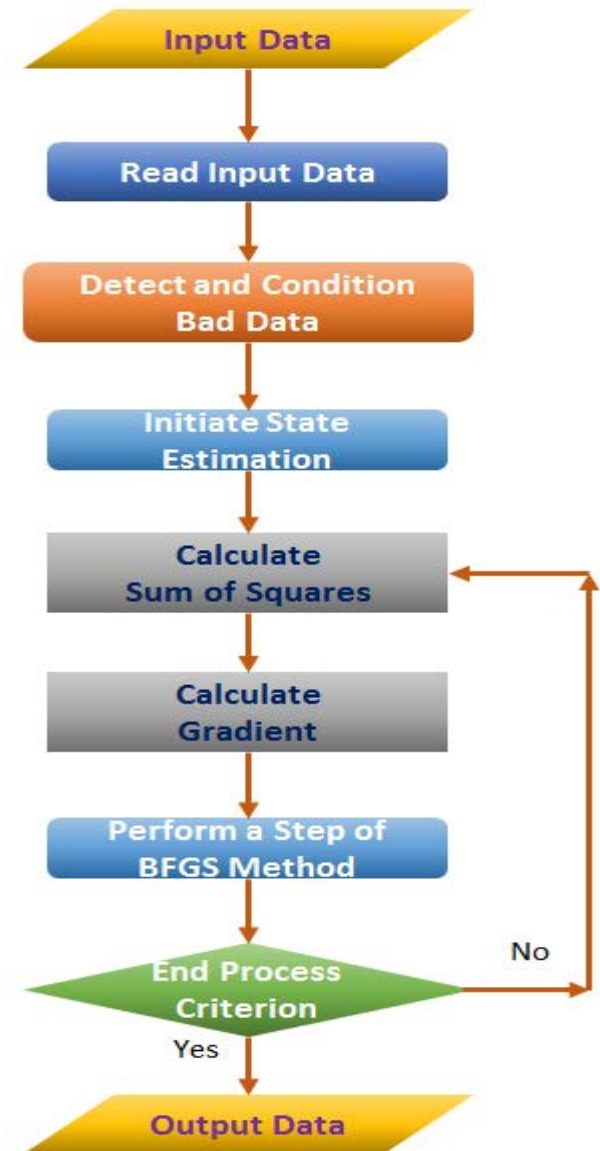 Input Data
Read Input Data
Detect and Condition
Bad Data
Initiate State
Estimation
Calculate
Sum of Squares
Calculate
Gradient
Perform a Step of
BFGS Method
End Process
Criterion
No
Yes
Output Data